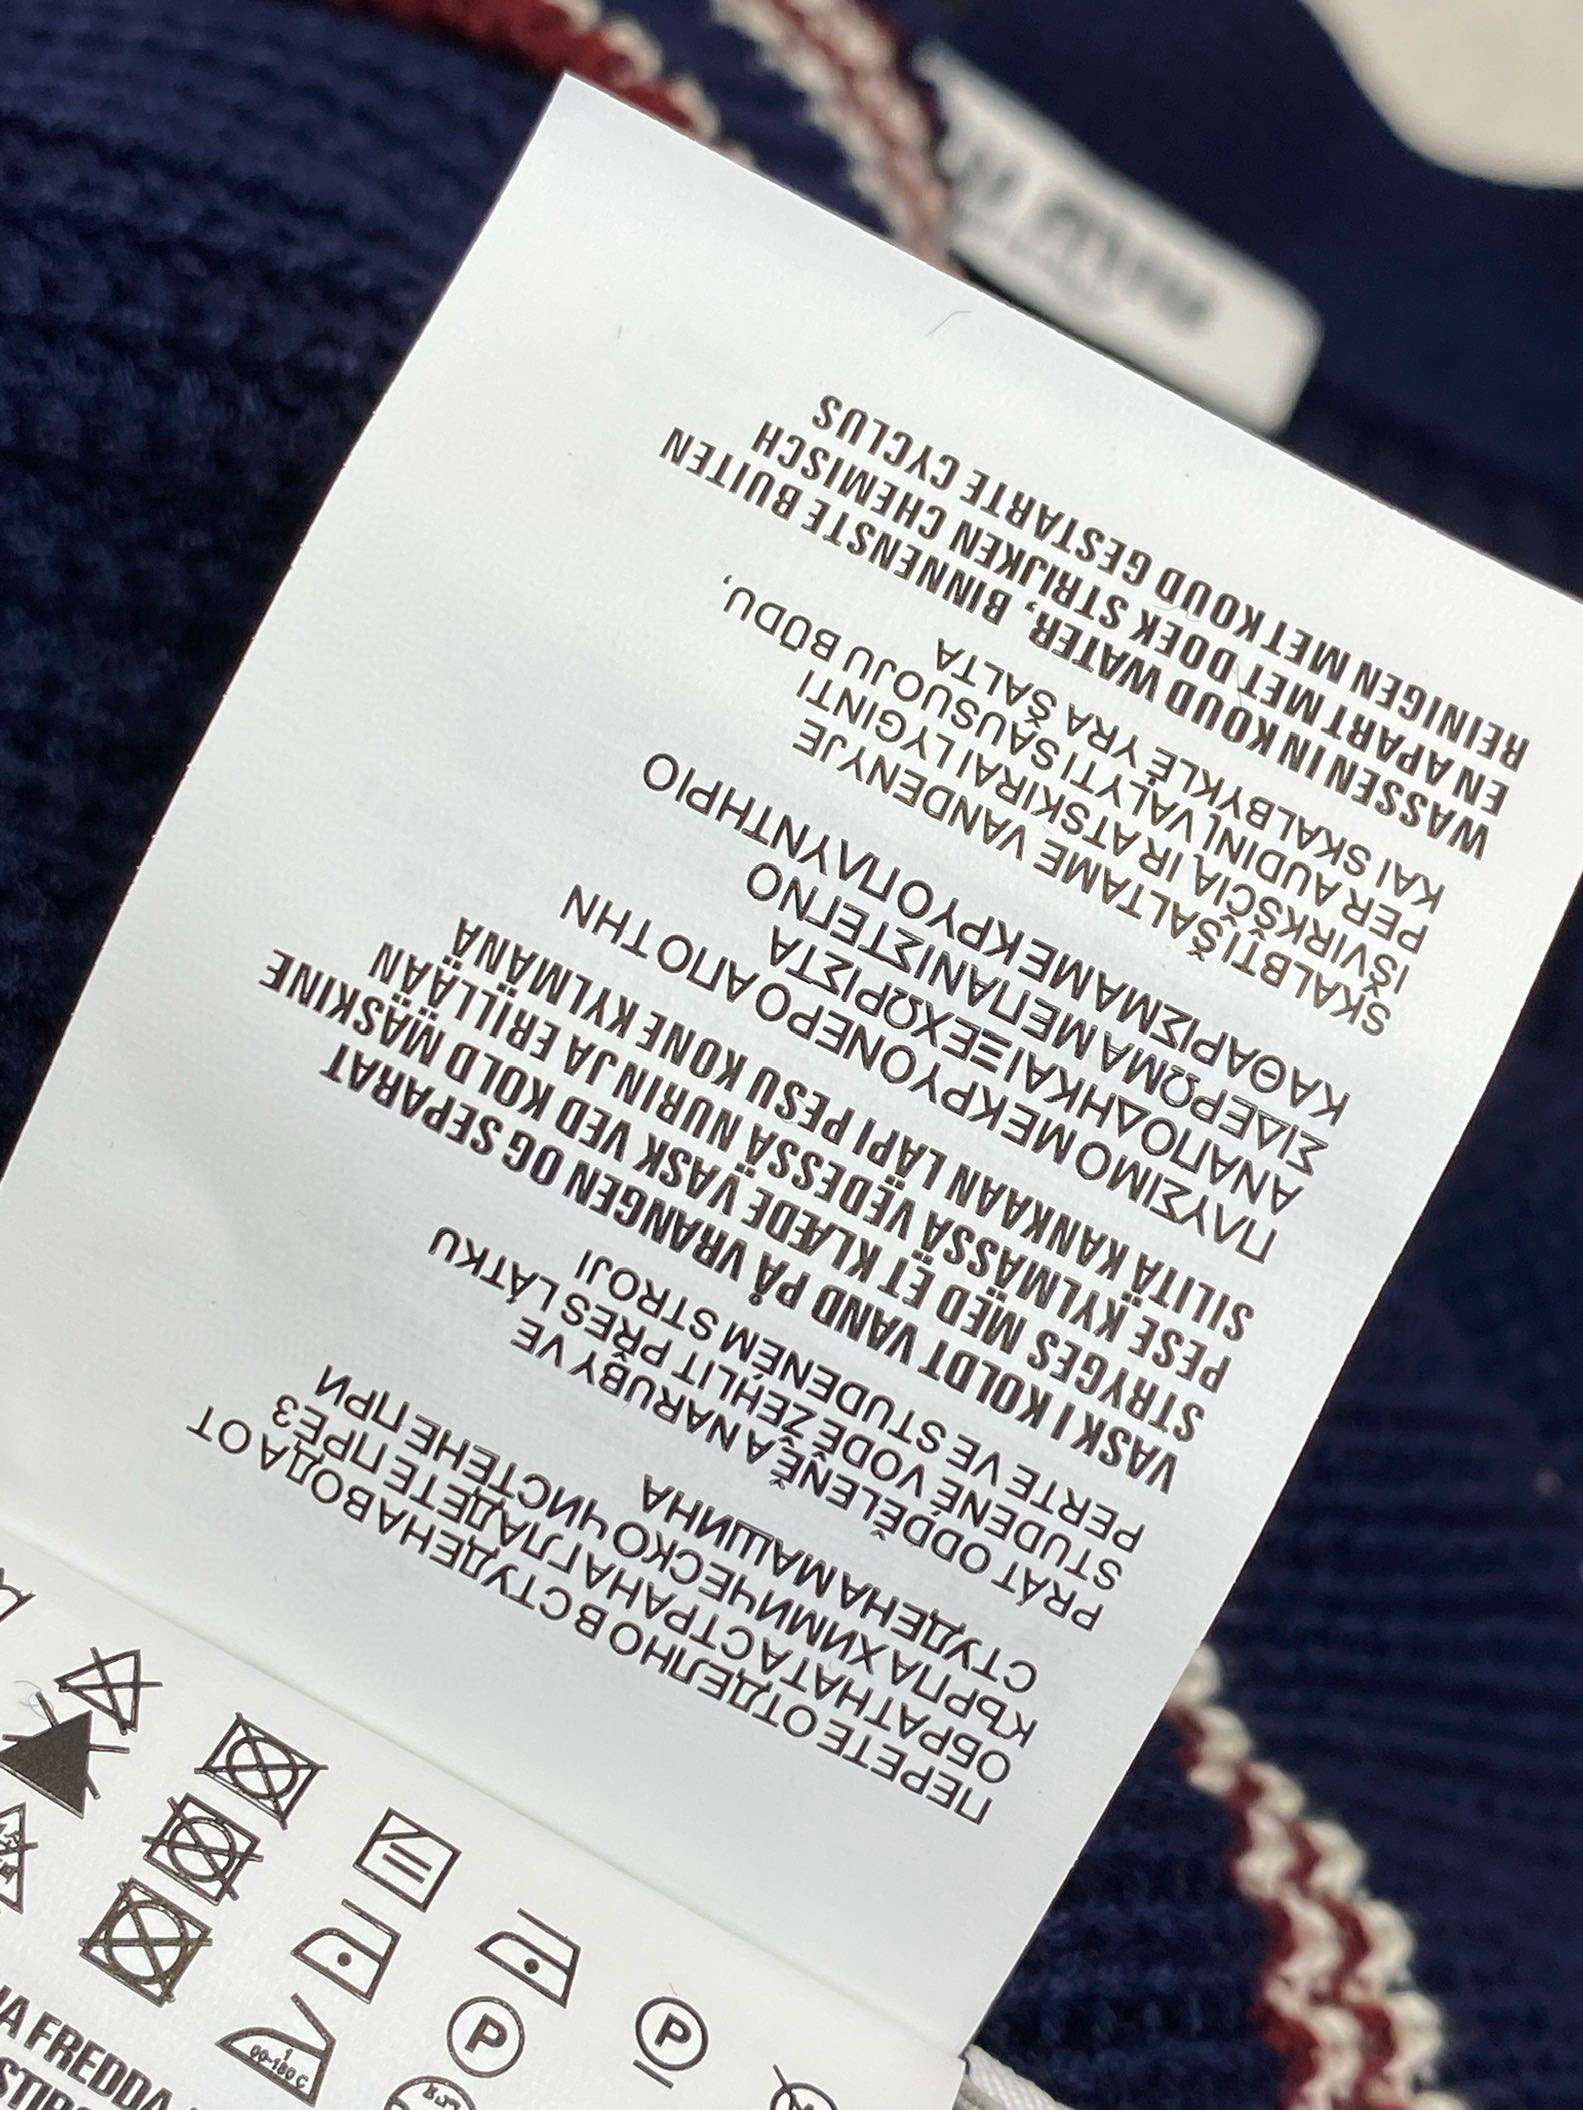 ПЕРЕТЕ ОТДЕЛНО В СТУДЕНА ВОДА ОТ
ОБРАТНАТА СТРАНА ГЛАДЕТЕ ПРЕЗ
КЪРПА ХИМИЧЕСКО ЧИСТЕНЕ ПРИ
СТУДЕНА МАШИНА
PRÁT ODDĚLENĚ A NARUBY VE
STUDENÉ VODĚ ŽEHLIT PŘES LÁTKU
PERTE VE STUDENÉM STROJI
VASK I KOLDT VAND PÅ VRANGEN OG SEPARAT
STRYGES MED ET KLÆDE VASK VED KOLD MASKINE
PESE KYLMASSA VEDESSÄ NURIN JA ERILLÄÄN
SILITÄ KANKAAN LÄPI PESU KONE KYLMÄNÄ
ΠΛΥΣΙΜΟ ΜΕ ΚΡΥΟ ΝΕΡΟ ΑΠΟ ΤΗΝ
ΑΝΑΠΟΔΗ ΚΑΙ ΞΕΧΩΡΙΣΤΑ
ΣΙΔΕΡΩΜΑ ΜΕ ΠΑΝΙ ΣΤΕΓΝΟ
ΚΑΘΑΡΙΣΜΑ ΜΕ ΚΡΥΟ ΠΛΥΝΤΗΡΙΟ
SKALBTI ŠALTAME VANDENYJE
IŠVIRKŠČIĄ IR ATSKIRAI LYGINTI
PER AUDINĮ VALYTI SAUSUOJU BŪDU,
KAI SKALBYKLĖ YRA ŠALTA
WASSEN IN KOUD WATER, BINNENSTE BUITEN
EN APART MET DOEK STRIJKEN CHEMISCH
REINIGEN MET KOUD GESTARTE CYCLUS
P
P
FREDDA